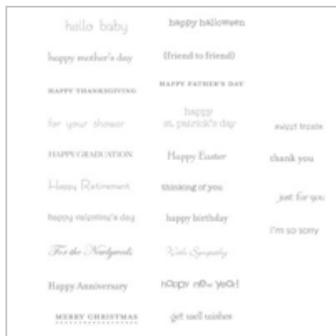 hello baby
happy halloween
happy mother's day
(friend to friend)
HAPPY THANKSGIVING
HAPPY FATHER'S DAY
for your shower
happy
st. patrick's day
sweet treats
HAPPY GRADUATION
Happy Easter
thank you
Happy Retirement
thinking of you
just for you
happy valentine's day
happy birthday
i'm so sorry
For the Newlyweds
With Sympathy
Happy Anniversary
happy new year!
MERRY CHRISTMAS
get well wishes